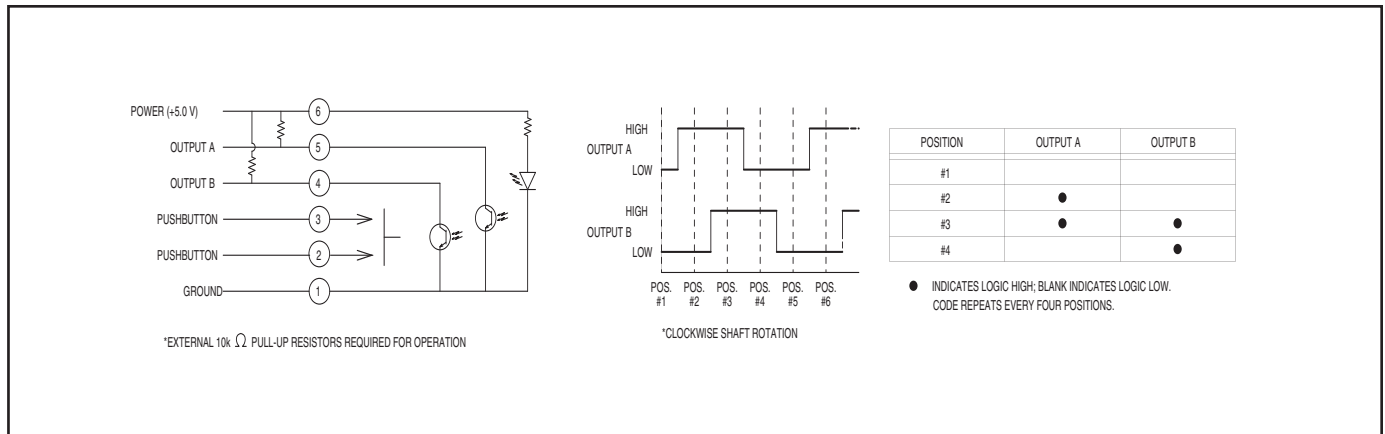 POWER (+5.0 V)
6
OUTPUT A
5
OUTPUT B
4
PUSHBUTTON
3
PUSHBUTTON
2
GROUND
1
*EXTERNAL 10k Ω PULL-UP RESISTORS REQUIRED FOR OPERATION
HIGH
OUTPUT A
LOW
HIGH
OUTPUT B
LOW
POS. POS. POS. POS. POS. POS.
#1 #2 #3 #4 #5 #6
*CLOCKWISE SHAFT ROTATION
POSITION OUTPUT A OUTPUT B
#1
#2 ●
#3 ● ●
#4 ●
● INDICATES LOGIC HIGH; BLANK INDICATES LOGIC LOW.
CODE REPEATS EVERY FOUR POSITIONS.